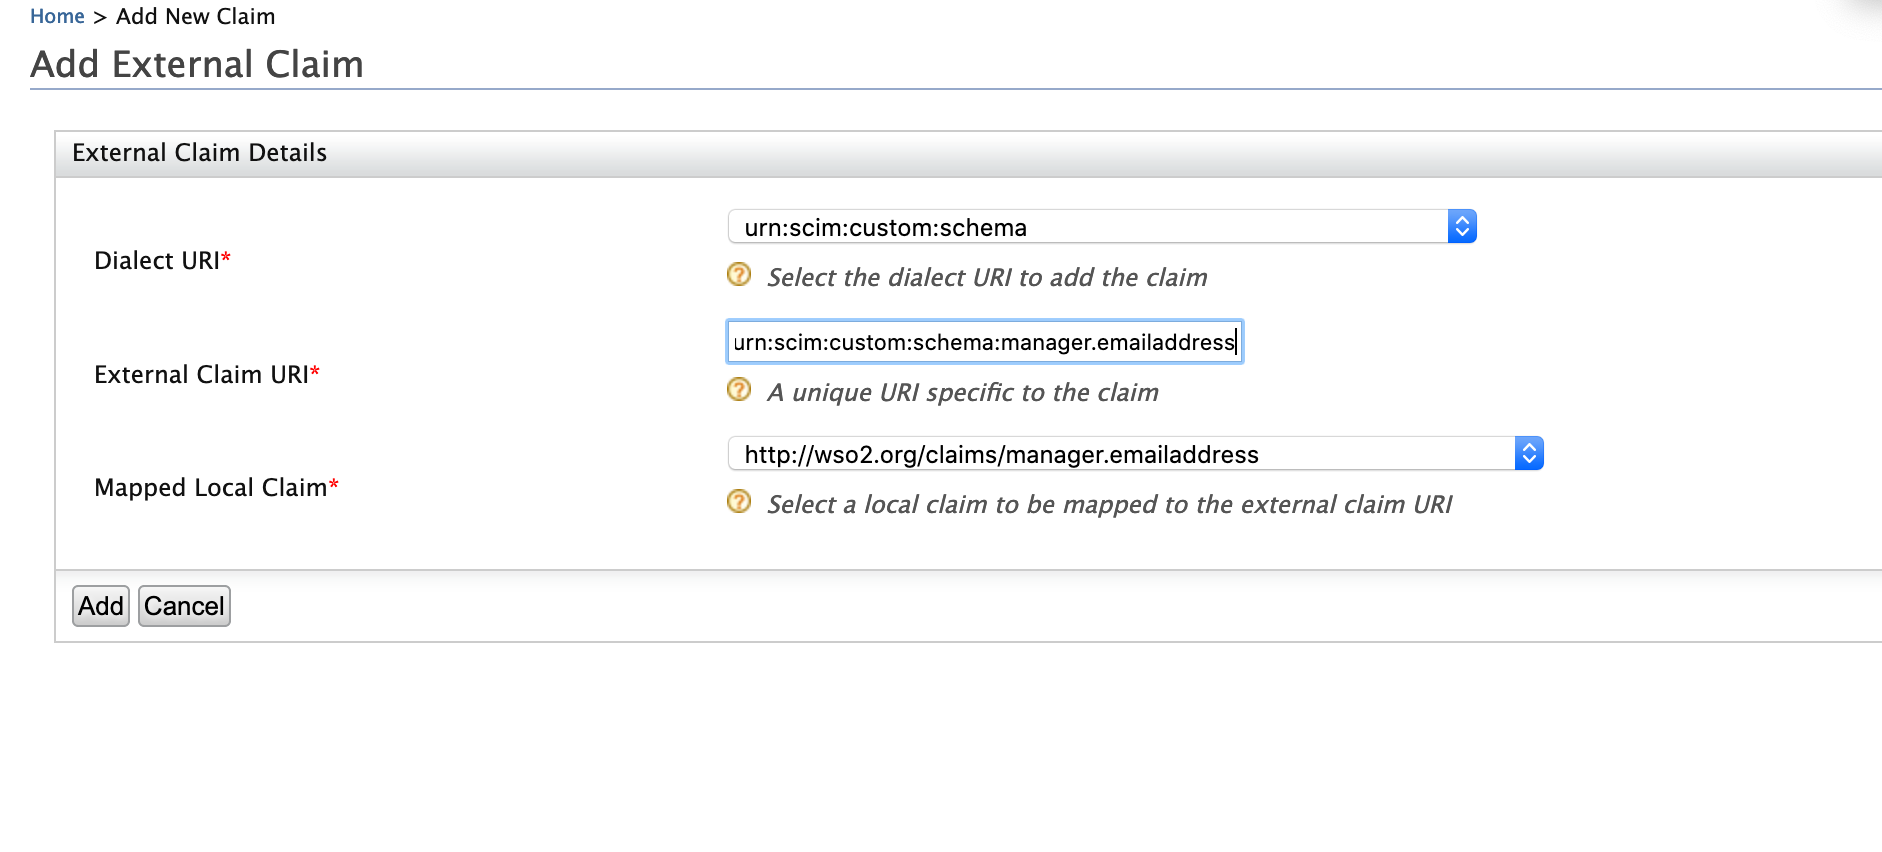 Home > Add New Claim
Add External Claim
External Claim Details
urn:scim:custom:schema
Dialect URI*
Select the dialect URI to add the claim
urn:scim:custom:schema:manager.emailaddress
External Claim URI*
A unique URI specific to the claim
http://wso2.org/claims/manager.emailaddress
Mapped Local Claim*
Select a local claim to be mapped to the external claim URI
Add Cancel